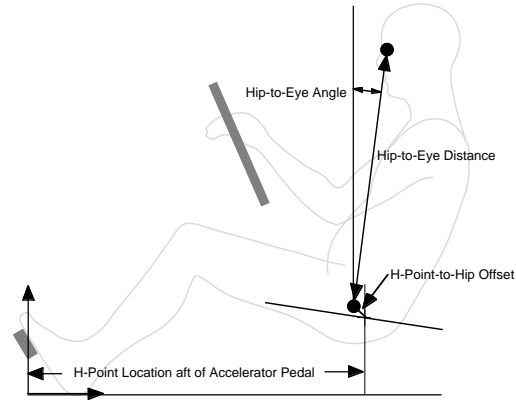 Hip-to-Eye Angle
Hip-to-Eye Distance
H-Point-to-Hip Offset
H-Point Location aft of Accelerator Pedal